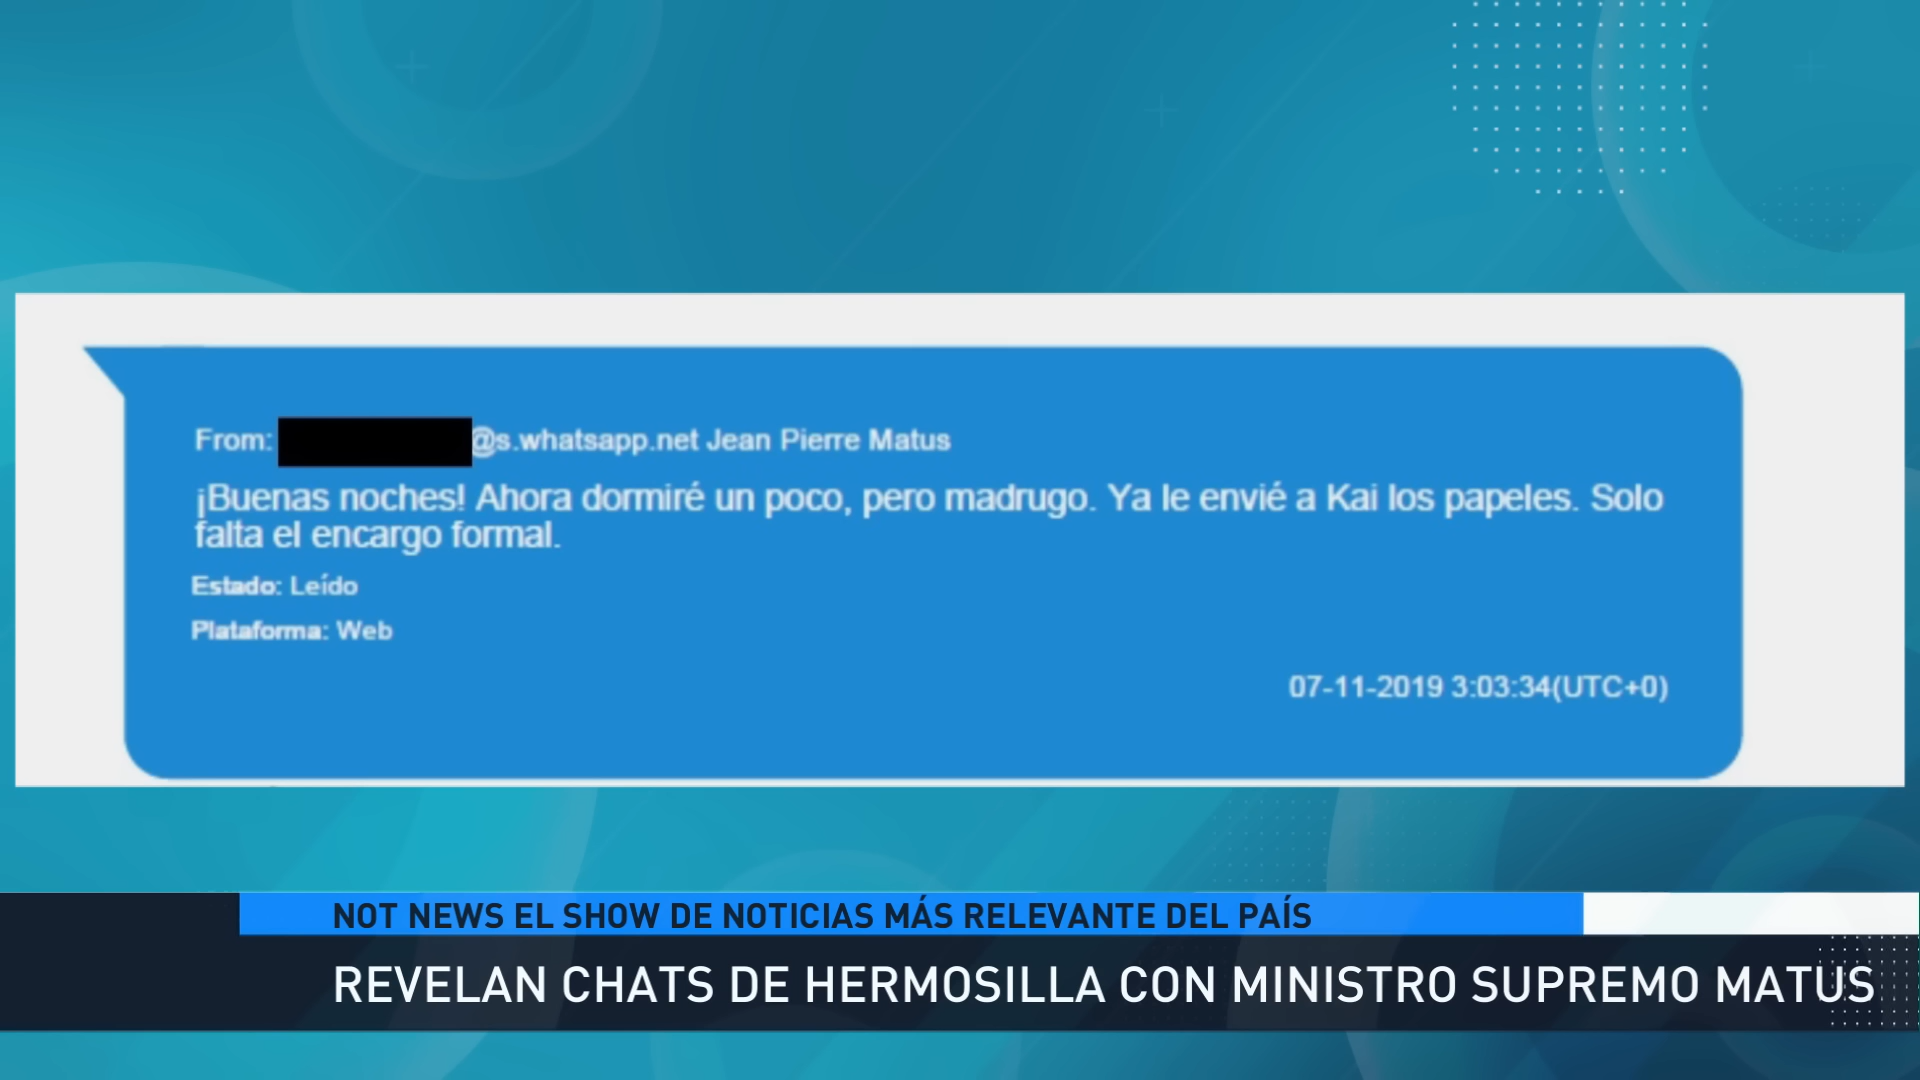 From: @s.whatsapp.net Jean Pierre Matus
¡Buenas noches! Ahora dormiré un poco, pero madrugo. Ya le envié a Kai los papeles. Solo
falta el encargo formal.
Estado: Leído
Plataforma: Web
07-11-2019 3:03:34(UTC+0)
NOT NEWS EL SHOW DE NOTICIAS MÁS RELEVANTE DEL PAÍS
REVELAN CHATS DE HERMOSILLA CON MINISTRO SUPREMO MATUS